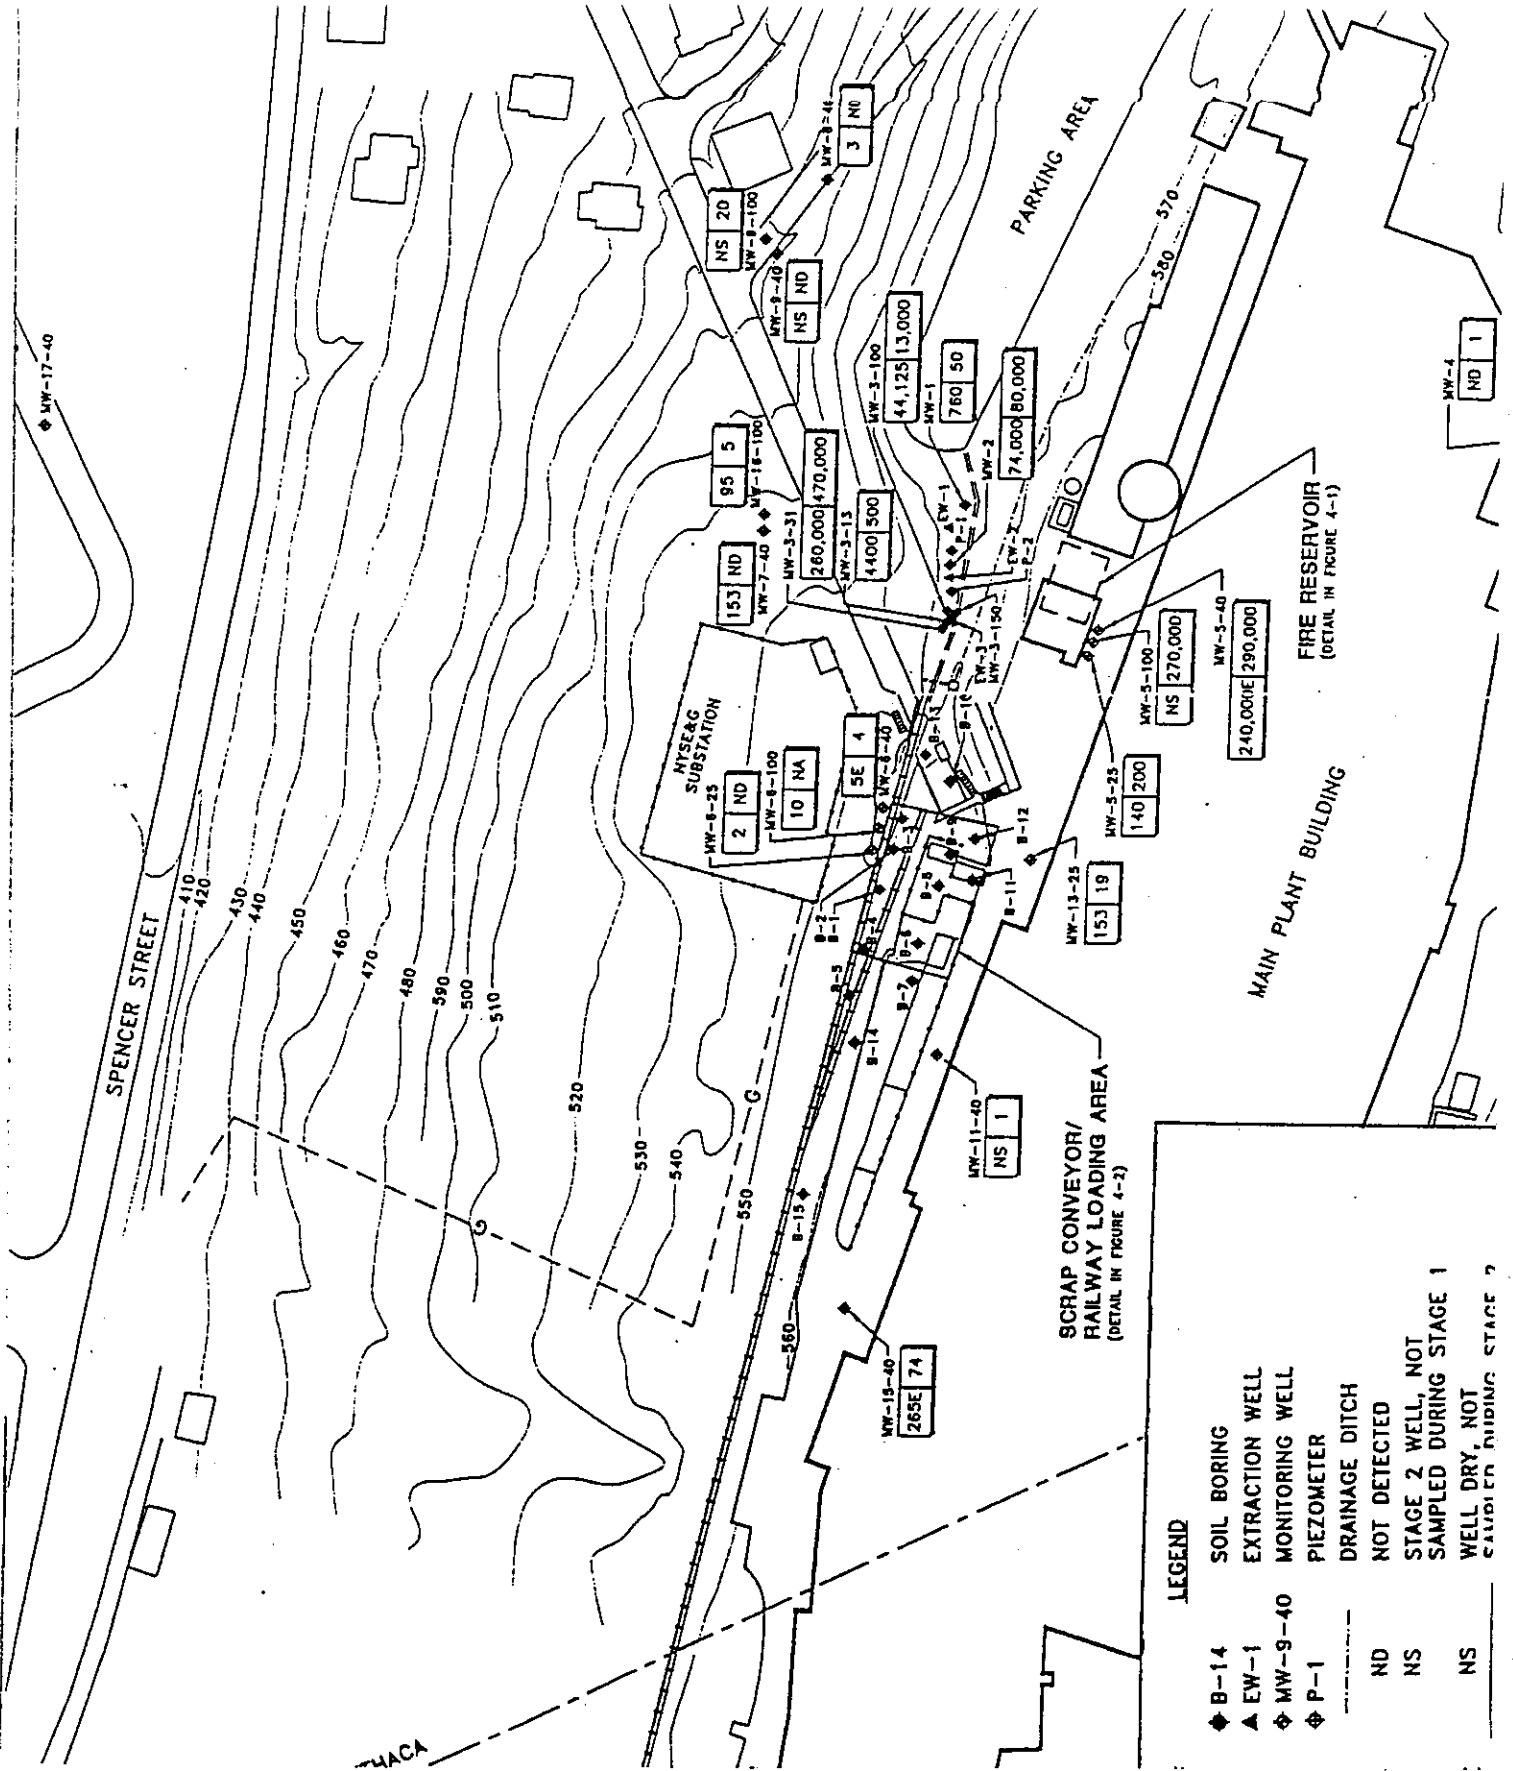 SPENCER STREET
MW-17-40
410
420
430
440
450
460
470
480
590
500
510
520
530
540
550
560
570
580
G
G
NYSE&G
SUBSTATION
PARKING AREA
MAIN PLANT BUILDING
FIRE RESERVOIR
(DETAIL IN FIGURE 4-1)
SCRAP CONVEYOR/
RAILWAY LOADING AREA
(DETAIL IN FIGURE 4-2)
NS 20
MW-8-100
MW-9-40
NS ND
3 ND
95 5
MW-16-100
153 ND
MW-7-40
MW-3-31
260,000 470,000
MW-3-13
4400 500
MW-3-100
44,125 13,000
MW-1
760 50
MW-2
74,000 80,000
EW-1
P-1
EW-2
P-2
EW-3
MW-3-150
MW-4
ND 1
MW-6-25
2 ND
MW-6-100
10 NA
5E 4
MW-6-40
MW-5-100
NS 270,000
MW-5-40
240,000E 290,000
MW-5-25
140 200
MW-13-25
153 19
MW-11-40
NS 1
MW-15-40
265E 74
B-1
B-2
B-3
B-4
B-5
B-6
B-7
B-8
B-9
B-10
B-11
B-12
B-13
B-14
B-15
LEGEND
B-14 SOIL BORING
EW-1 EXTRACTION WELL
MW-9-40 MONITORING WELL
P-1 PIEZOMETER
DRAINAGE DITCH
ND NOT DETECTED
NS STAGE 2 WELL, NOT
SAMPLED DURING STAGE 1
NS WELL DRY, NOT
SAMPLED DURING STAGE 2